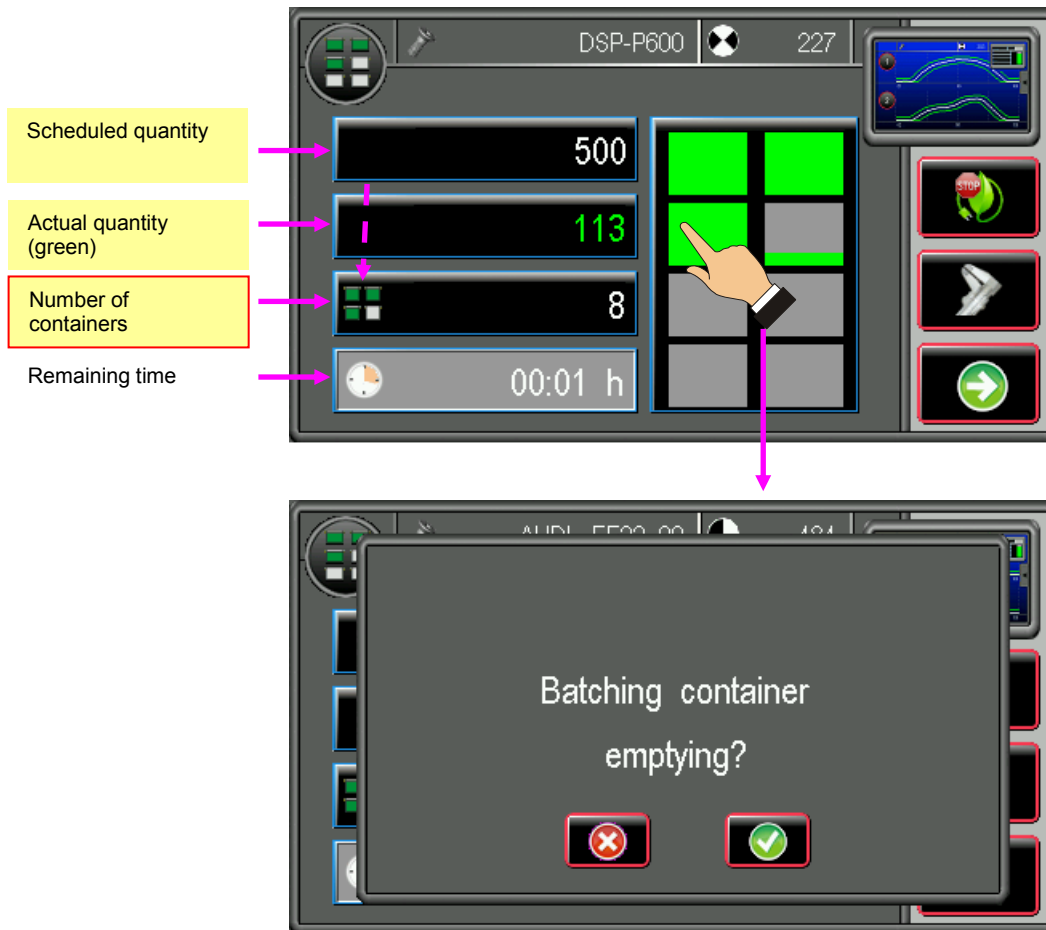 DSP-P600 227
Scheduled quantity
500
Actual quantity
(green)
113
STOP
Number of
containers
8
Remaining time
00:01 h
Batching container
emptying?